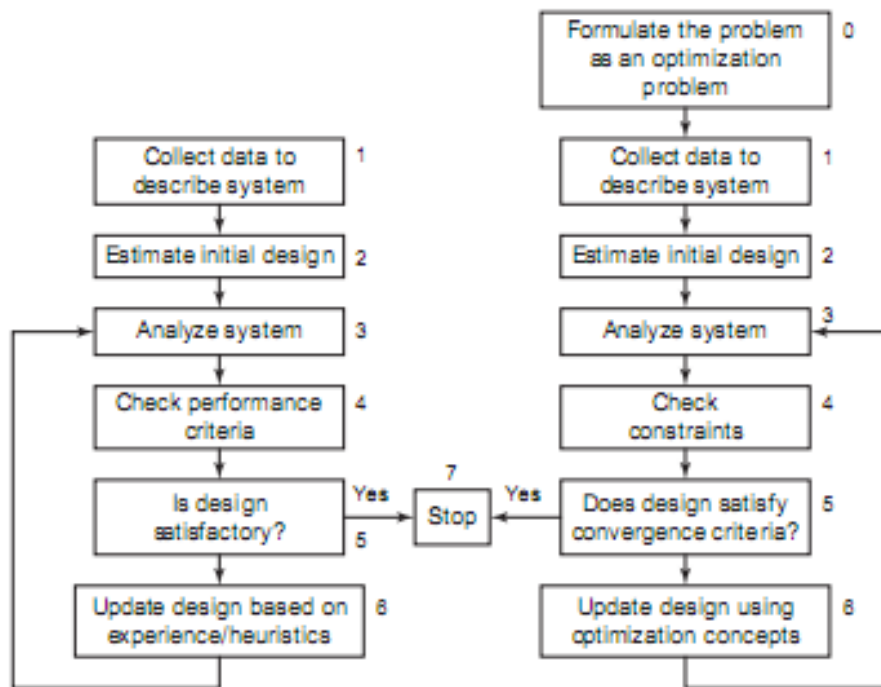 Formulate the problem
as an optimization
problem
0
Collect data to
describe system
1
Collect data to
describe system
1
Estimate initial design
2
Estimate initial design
2
Analyze system
3
Analyze system
3
Check performance
criteria
4
Check
constraints
4
Is design
satisfactory?
5
Yes
7
Stop
Yes
Does design satisfy
convergence criteria?
5
Update design based on
experience/heuristics
6
Update design using
optimization concepts
6